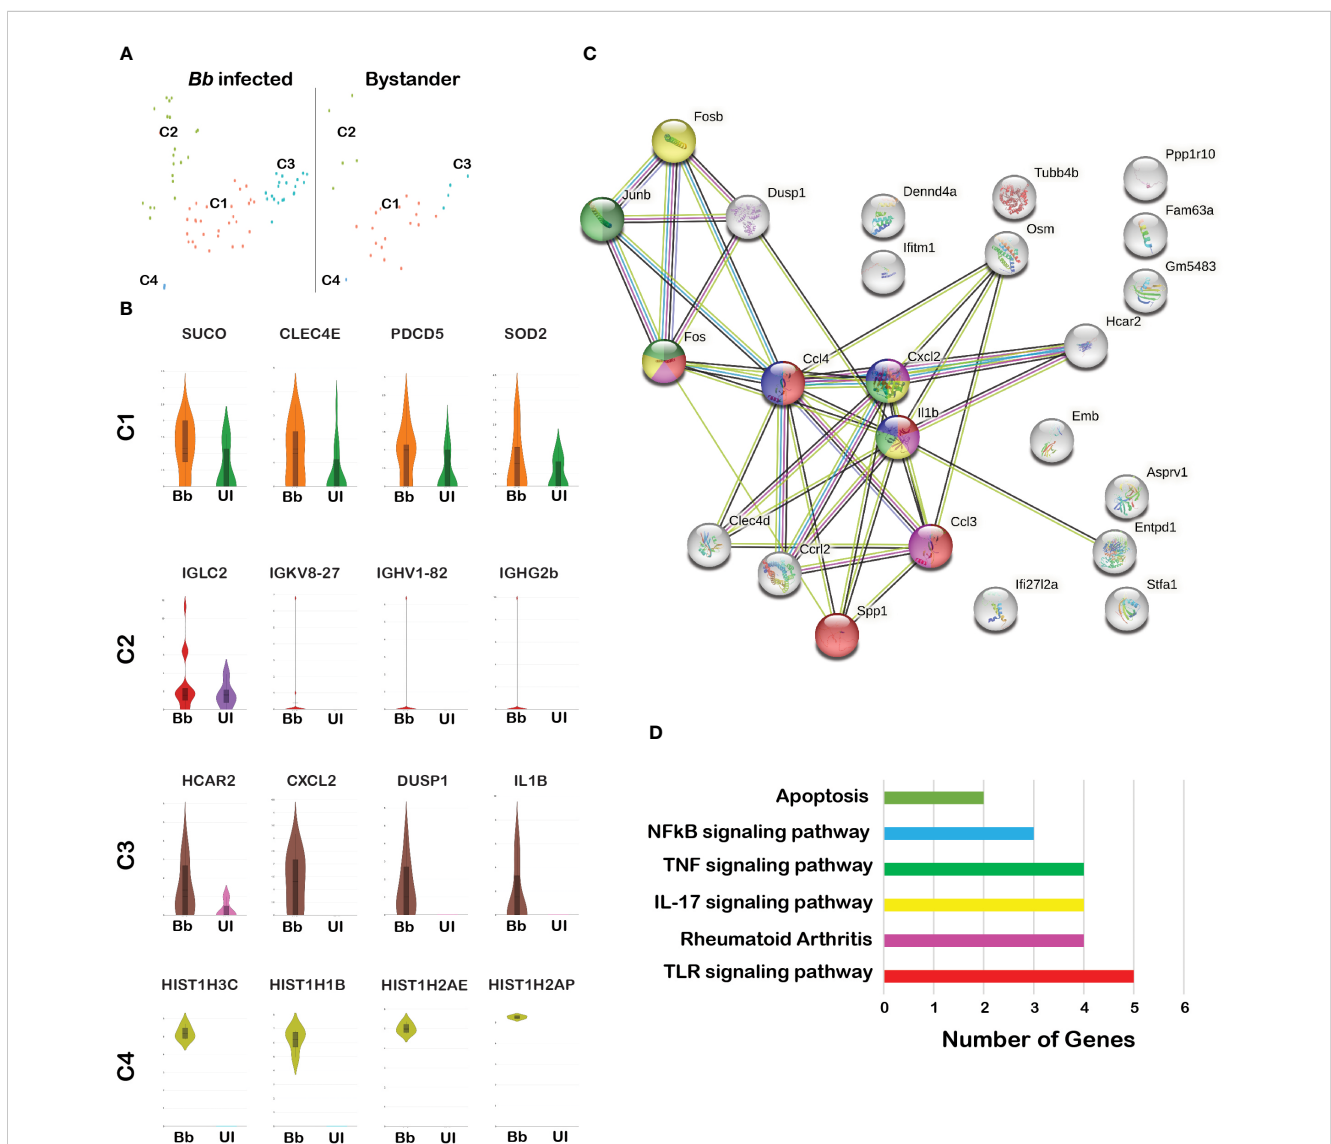 A
Bb infected
Bystander
C2
C3
C1
C4
C2
C3
C1
C4
B
C1
SUCO
CLEC4E
PDCD5
SOD2
Bb UI
Bb UI
Bb UI
Bb UI
C2
IGLC2
IGKV8-27
IGHV1-82
IGHG2b
Bb UI
Bb UI
Bb UI
Bb UI
C3
HCAR2
CXCL2
DUSP1
IL1B
Bb UI
Bb UI
Bb UI
Bb UI
C4
HIST1H3C
HIST1H1B
HIST1H2AE
HIST1H2AP
Bb UI
Bb UI
Bb UI
Bb UI
C
Fosb
Junb
Dusp1
Dennd4a
Ifitm1
Tubb4b
Osm
Ppp1r10
Fam63a
Gm5483
Hcar2
Fos
Ccl4
Cxcl2
Il1b
Emb
Asprv1
Entpd1
Clec4d
Ccrl2
Ccl3
Ifi27l2a
Stfa1
Spp1
D
Apoptosis
NFkB signaling pathway
TNF signaling pathway
IL-17 signaling pathway
Rheumatoid Arthritis
TLR signaling pathway
0 1 2 3 4 5 6
Number of Genes